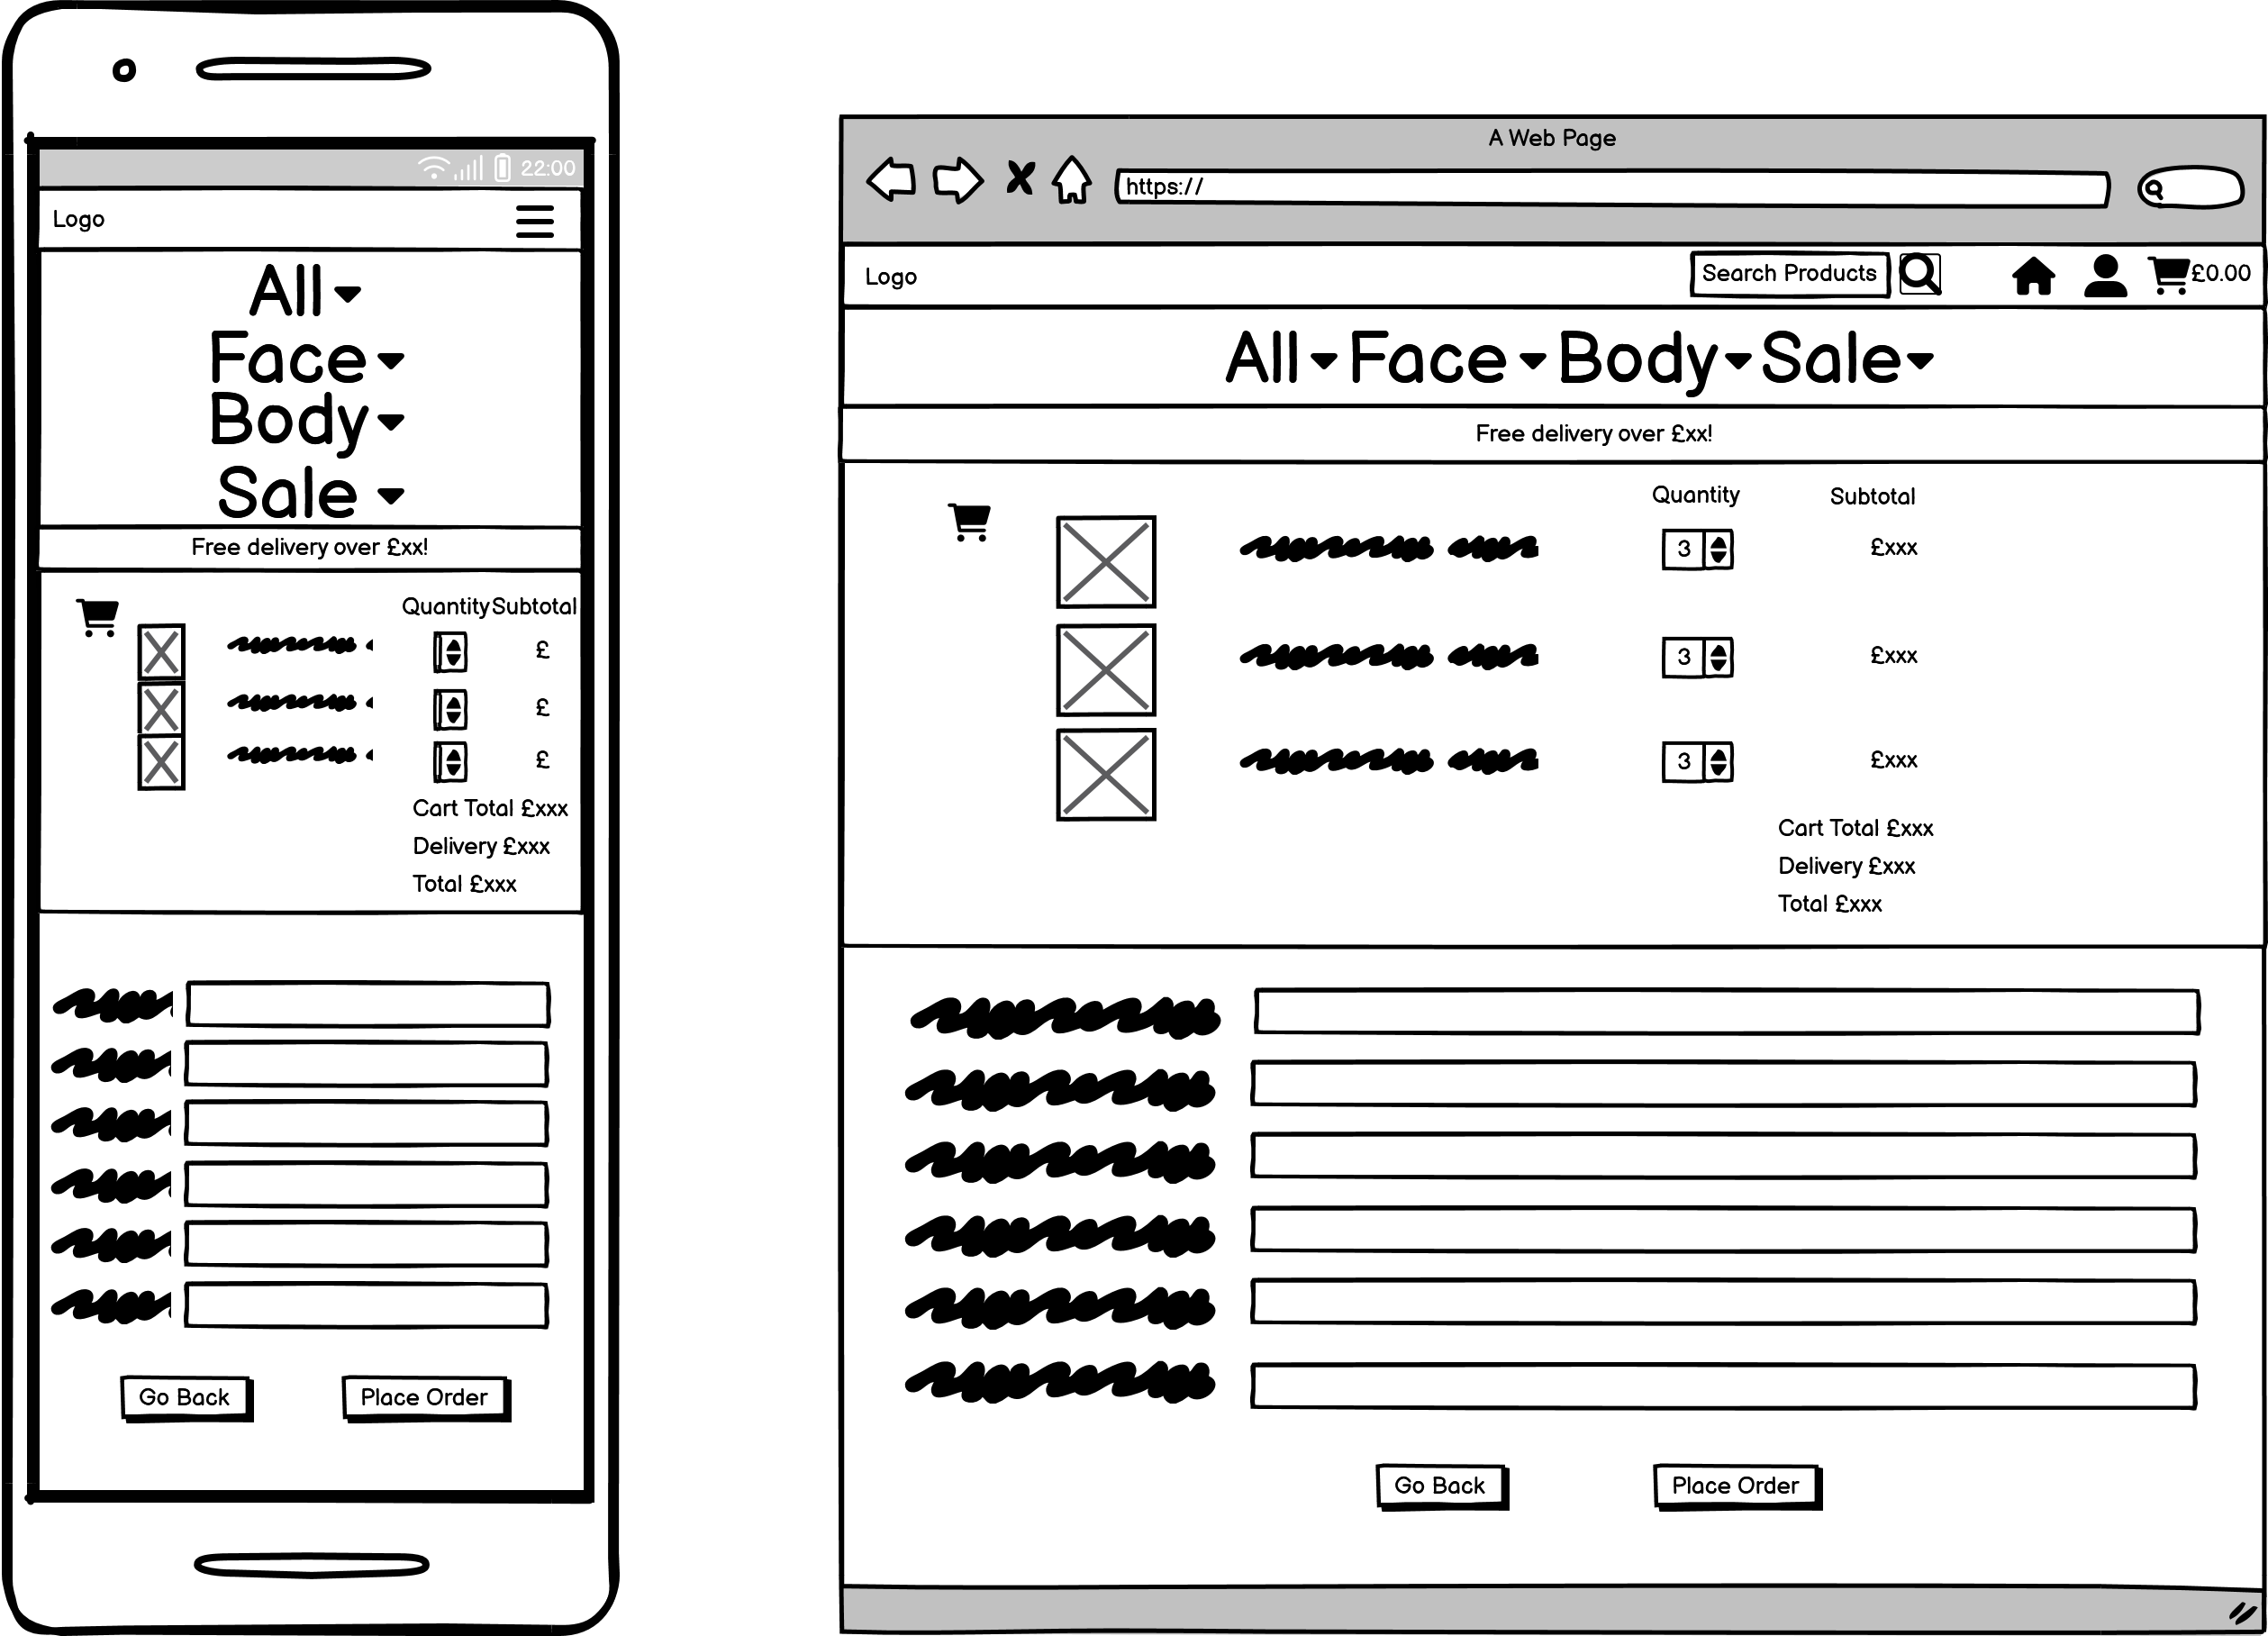 22:00
Logo
All
Face
Body
Sale
Free delivery over £xx!
Quantity Subtotal
£
£
£
Cart Total £xxx
Delivery £xxx
Total £xxx
Go Back Place Order
A Web Page
https://
Logo Search Products £0.00
All Face Body Sale
Free delivery over £xx!
Quantity Subtotal
3 £xxx
3 £xxx
3 £xxx
Cart Total £xxx
Delivery £xxx
Total £xxx
Go Back Place Order